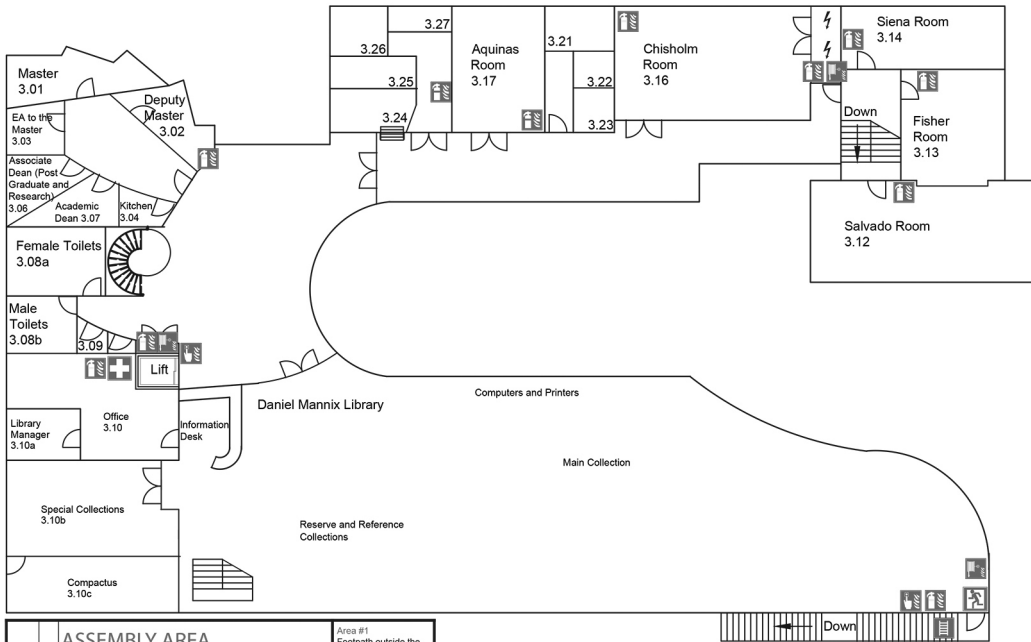 3.27
3.26
3.25
3.24
Aquinas
Room
3.17
3.21
3.22
3.23
Chisholm
Room
3.16
Siena Room
3.14
Down
Fisher
Room
3.13
Salvado Room
3.12
Master
3.01
Deputy
Master
3.02
EA to the
Master
3.03
Associate
Dean (Post
Graduate and
Research)
3.06
Academic
Dean 3.07
Kitchen
3.04
Female Toilets
3.08a
Male
Toilets
3.08b
3.09
Lift
Office
3.10
Library
Manager
3.10a
Information
Desk
Daniel Mannix Library
Computers and Printers
Main Collection
Special Collections
3.10b
Reserve and Reference
Collections
Compactus
3.10c
Down
ASSEMBLY AREA
Area #1
Footpath outside the